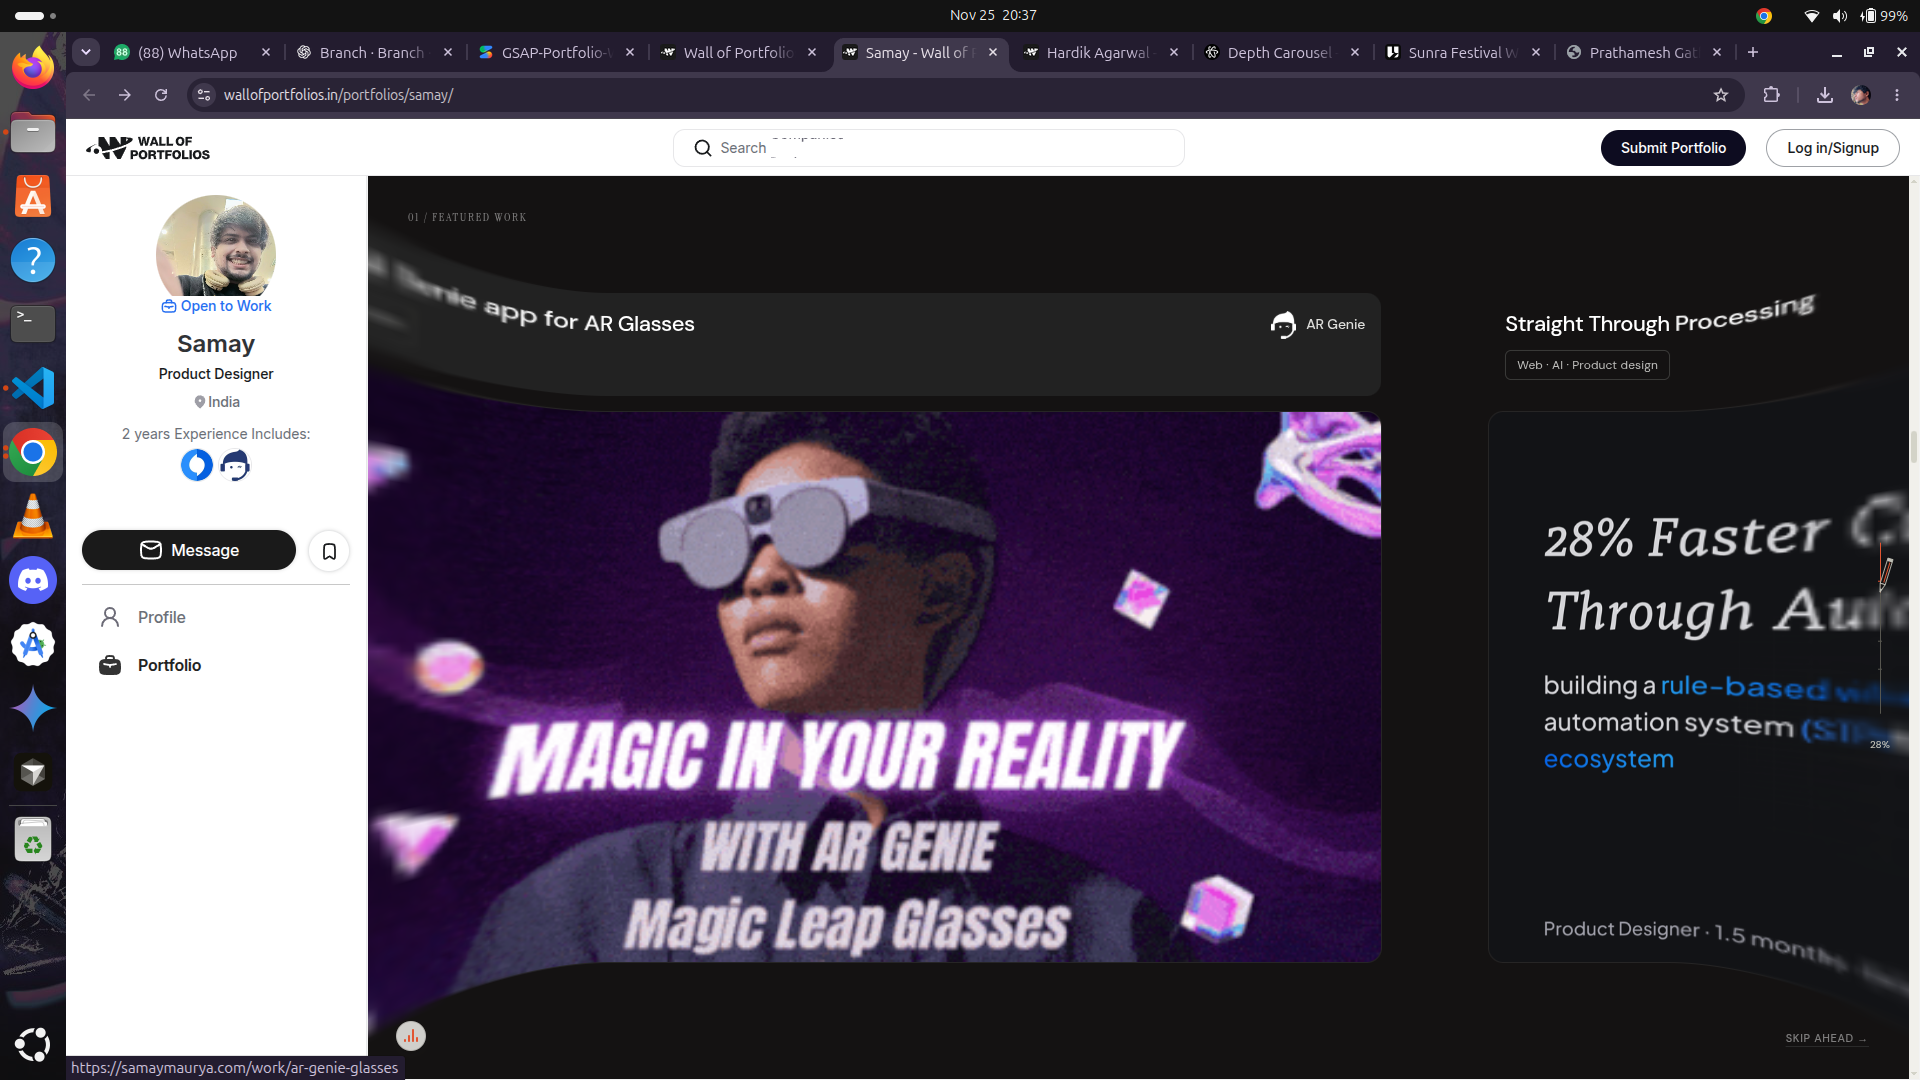 Nov 25 20:37
99%
(88) WhatsApp
Branch · Branch
GSAP-Portfolio-
Wall of Portfolio
Samay - Wall of
Hardik Agarwal
Depth Carousel
Sunra Festival W
Prathamesh Gat
wallofportfolios.in/portfolios/samay/
WALL OF
PORTFOLIOS
Search
Submit Portfolio
Log in/Signup
Open to Work
Samay
Product Designer
India
2 years Experience Includes:
Message
Profile
Portfolio
01 / FEATURED WORK
Genie app for AR Glasses
AR Genie
MAGIC IN YOUR REALITY
WITH AR GENIE
Magic Leap Glasses
Straight Through Processing
Web · AI · Product design
28% Faster
Through
building a rule-based
automation system (STP
ecosystem
Product Designer · 1.5 months
28%
SKIP AHEAD →
https://samaymaurya.com/work/ar-genie-glasses